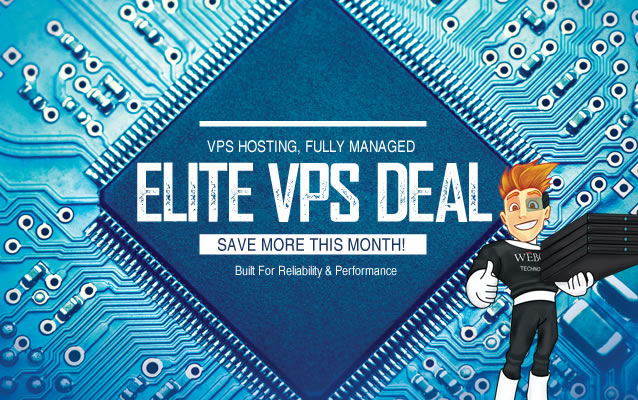 VPS HOSTING, FULLY MANAGED
ELITE VPS DEAL
SAVE MORE THIS MONTH!
Built For Reliability & Performance